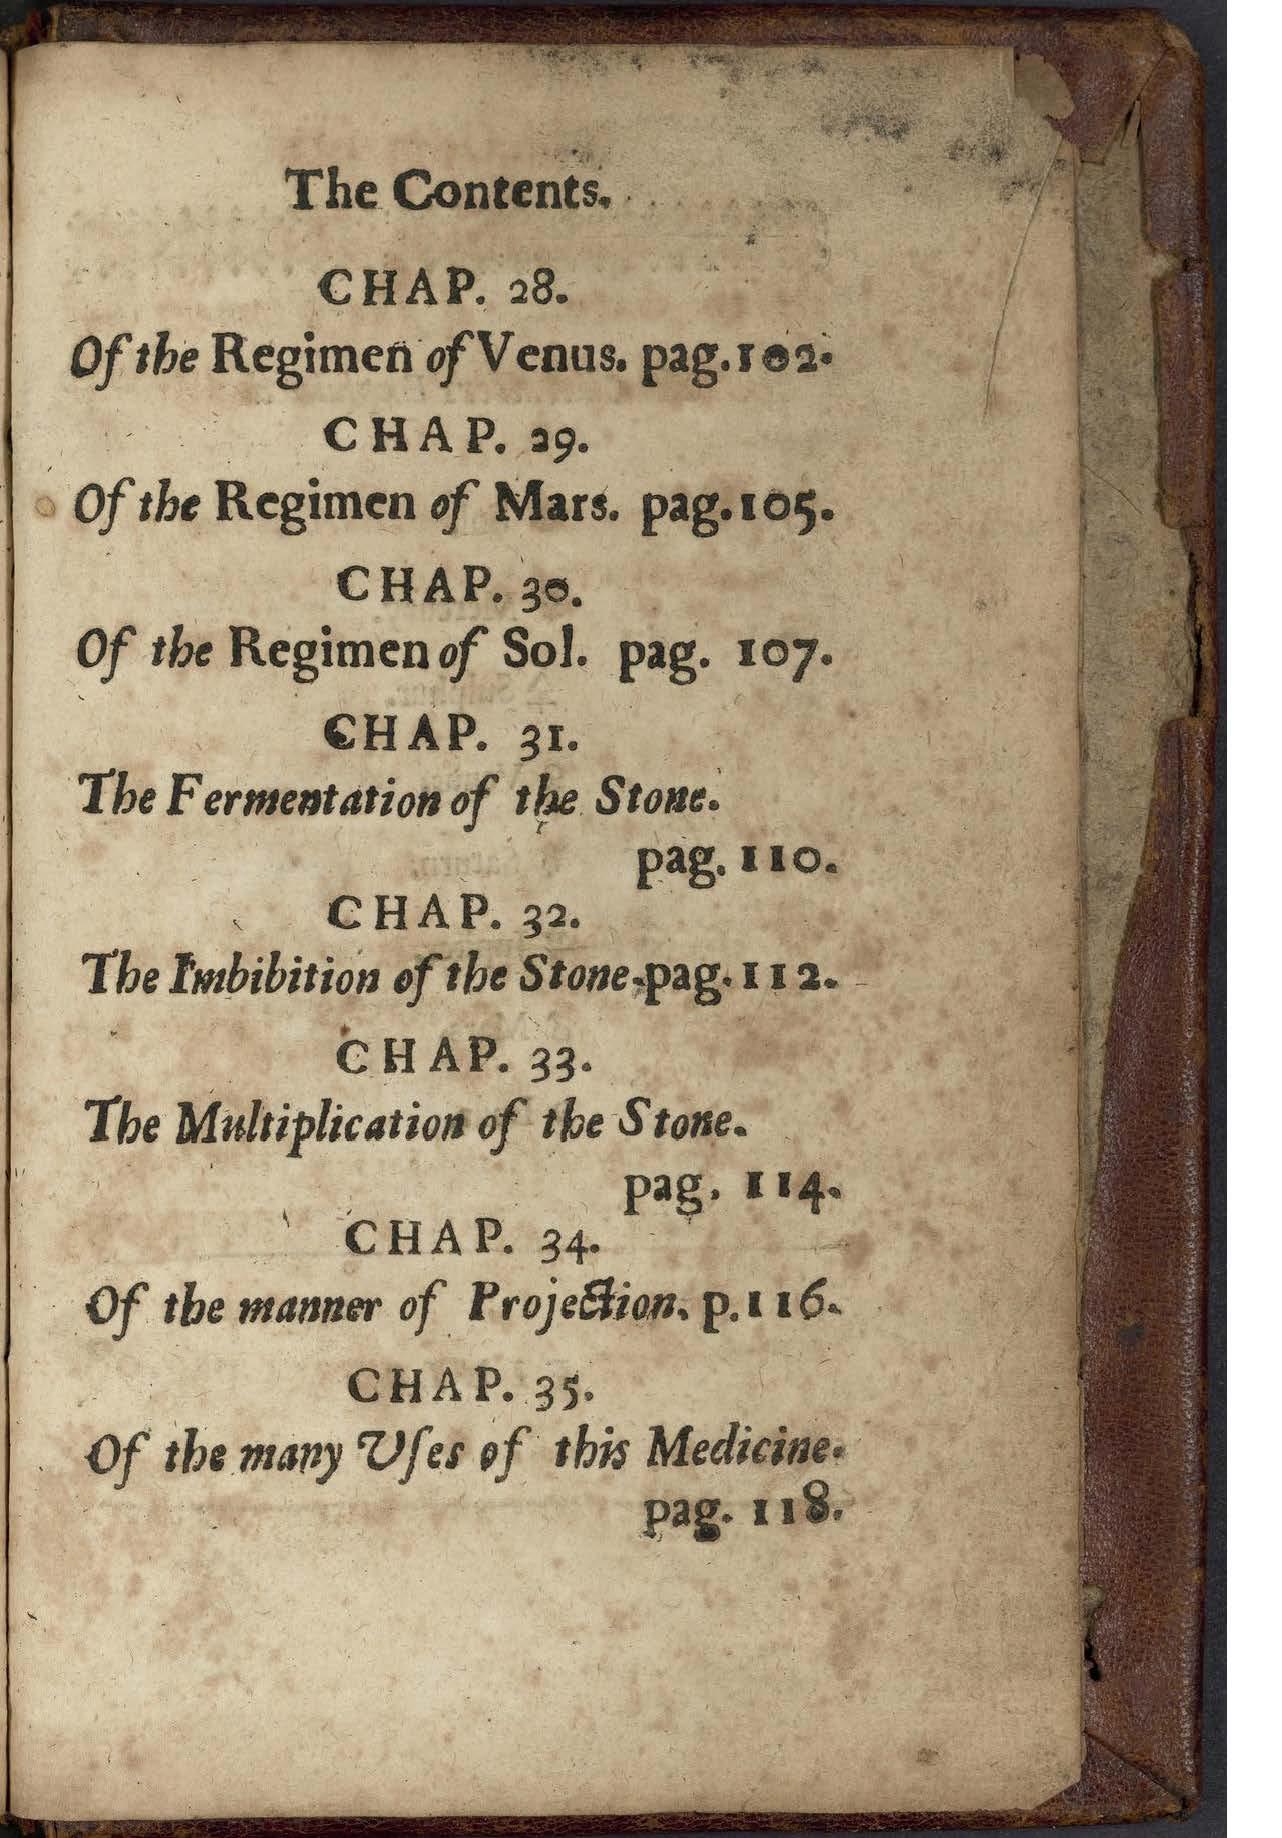 The Contents.
CHAP. 28.
Of the Regimen of Venus. pag. 102.
CHAP. 29.
Of the Regimen of Mars. pag. 105.
CHAP. 30.
Of the Regimen of Sol. pag. 107.
CHAP. 31.
The Fermentation of the Stone.
pag. 110.
CHAP. 32.
The Imbibition of the Stone. pag. 112.
CHAP. 33.
The Multiplication of the Stone.
pag. 114.
CHAP. 34.
Of the manner of Projection. p. 116.
CHAP. 35.
Of the many Uſes of this Medicine.
pag. 118.